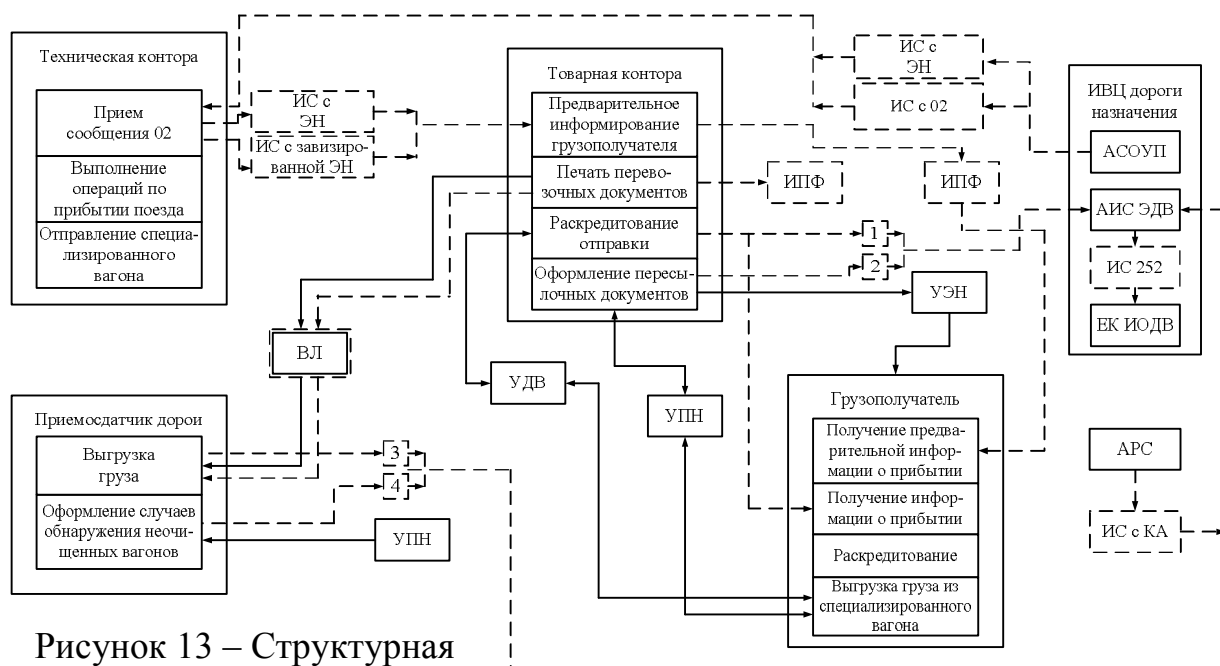 Техническая контора
Прием
сообщения 02
Выполнение
операций по
прибытии поезда
Отправление специа-
лизированного
вагона
ИС с
ЭН
ИС с завизиро-
ванной ЭН
Товарная контора
Предварительное
информирование
грузополучателя
Печать перево-
зочных документов
Раскредитование
отправки
Оформление пересы-
лочных документов
ИС с
ЭН
ИС с 02
ИПФ
ИПФ
1
2
ИВЦ дороги
назначения
АСОУП
АИС ЭДВ
ИС 252
ЕК ИОДВ
УЭН
ВЛ
УДВ
УПН
Приемосдатчик дорои
Выгрузка
груза
Оформление случаев
обнаружения неочи-
щенных вагонов
3
4
УПН
Грузополучатель
Получение предва-
рительной инфор-
мации о прибытии
Получение инфор-
мации о прибытии
Раскредитование
Выгрузка груза из
специализированного
вагона
АРС
ИС с КА
Рисунок 13 – Структурная